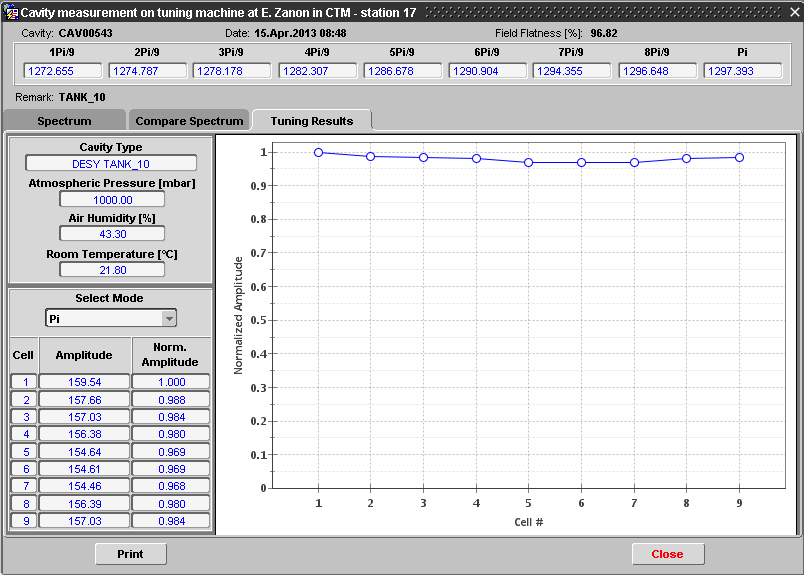 Cavity measurement on tuning machine at E. Zanon in CTM - station 17
Cavity: CAV00543 Date: 15.Apr.2013 08:48 Field Flatness [%]: 96.82
1Pi/9 2Pi/9 3Pi/9 4Pi/9 5Pi/9 6Pi/9 7Pi/9 8Pi/9 Pi
1272.655 1274.787 1278.178 1282.307 1286.678 1290.904 1294.355 1296.648 1297.393
Remark: TANK_10
Spectrum Compare Spectrum Tuning Results
Cavity Type
DESY TANK_10
Atmospheric Pressure [mbar]
1000.00
Air Humidity [%]
43.30
Room Temperature [ºC]
21.80
Select Mode
Pi
Cell Amplitude Norm. Amplitude
1 159.54 1.000
2 157.66 0.988
3 157.03 0.984
4 156.38 0.980
5 154.64 0.969
6 154.61 0.969
7 154.46 0.968
8 156.39 0.980
9 157.03 0.984
Normalized Amplitude
1
0.9
0.8
0.7
0.6
0.5
0.4
0.3
0.2
0.1
0
1 2 3 4 5 6 7 8 9
Cell #
Print Close